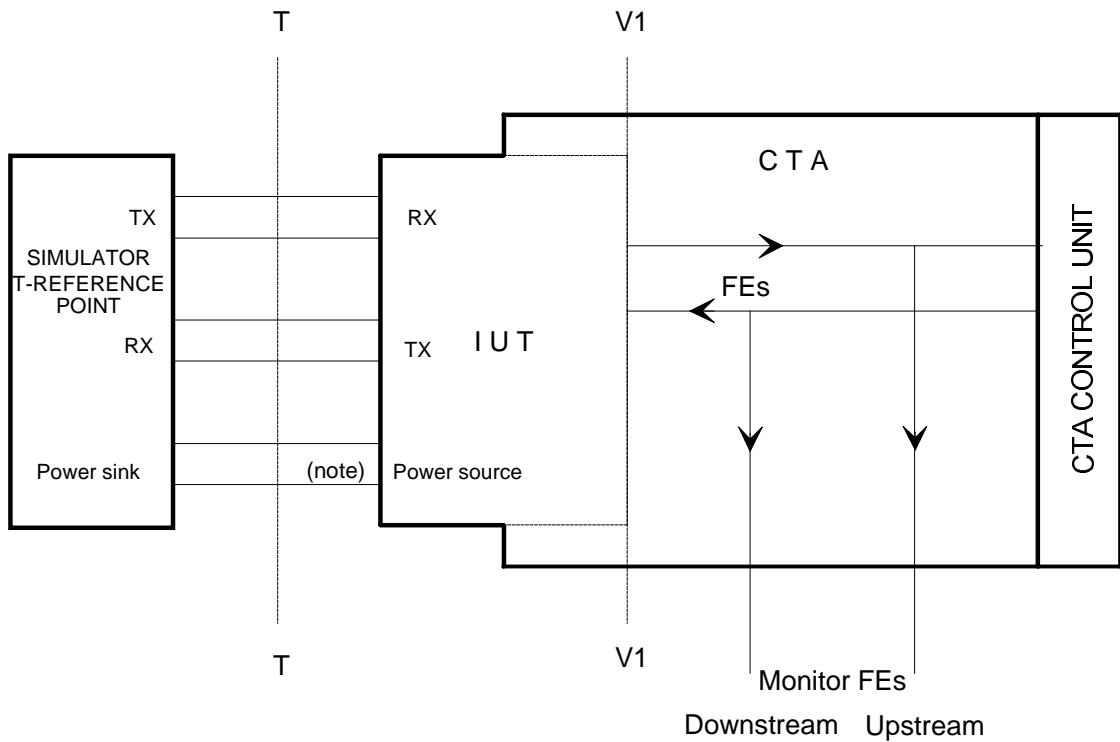 T
V1
C T A
TX
RX
SIMULATOR
T-REFERENCE
POINT
FEs
RX
TX
I U T
CTA CONTROL UNIT
Power sink
(note)
Power source
T
V1
Monitor FEs
Downstream
Upstream